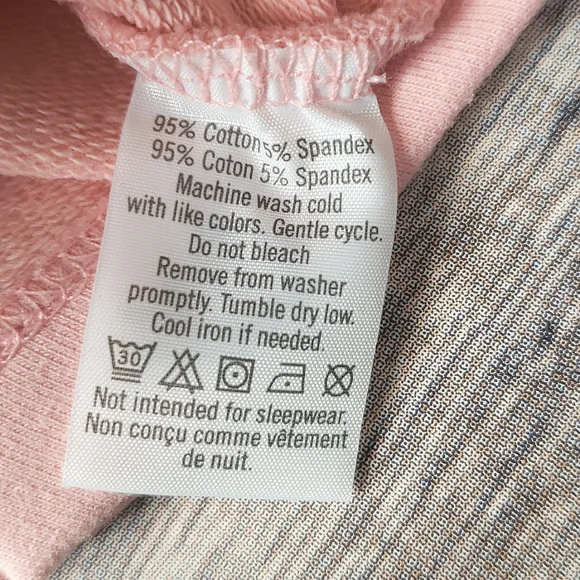 95% Cotton 5% Spandex
95% Coton 5% Spandex
Machine wash cold
with like colors. Gentle cycle.
Do not bleach
Remove from washer
promptly. Tumble dry low.
Cool iron if needed.
30
Not intended for sleepwear.
Non conçu comme vêtement
de nuit.